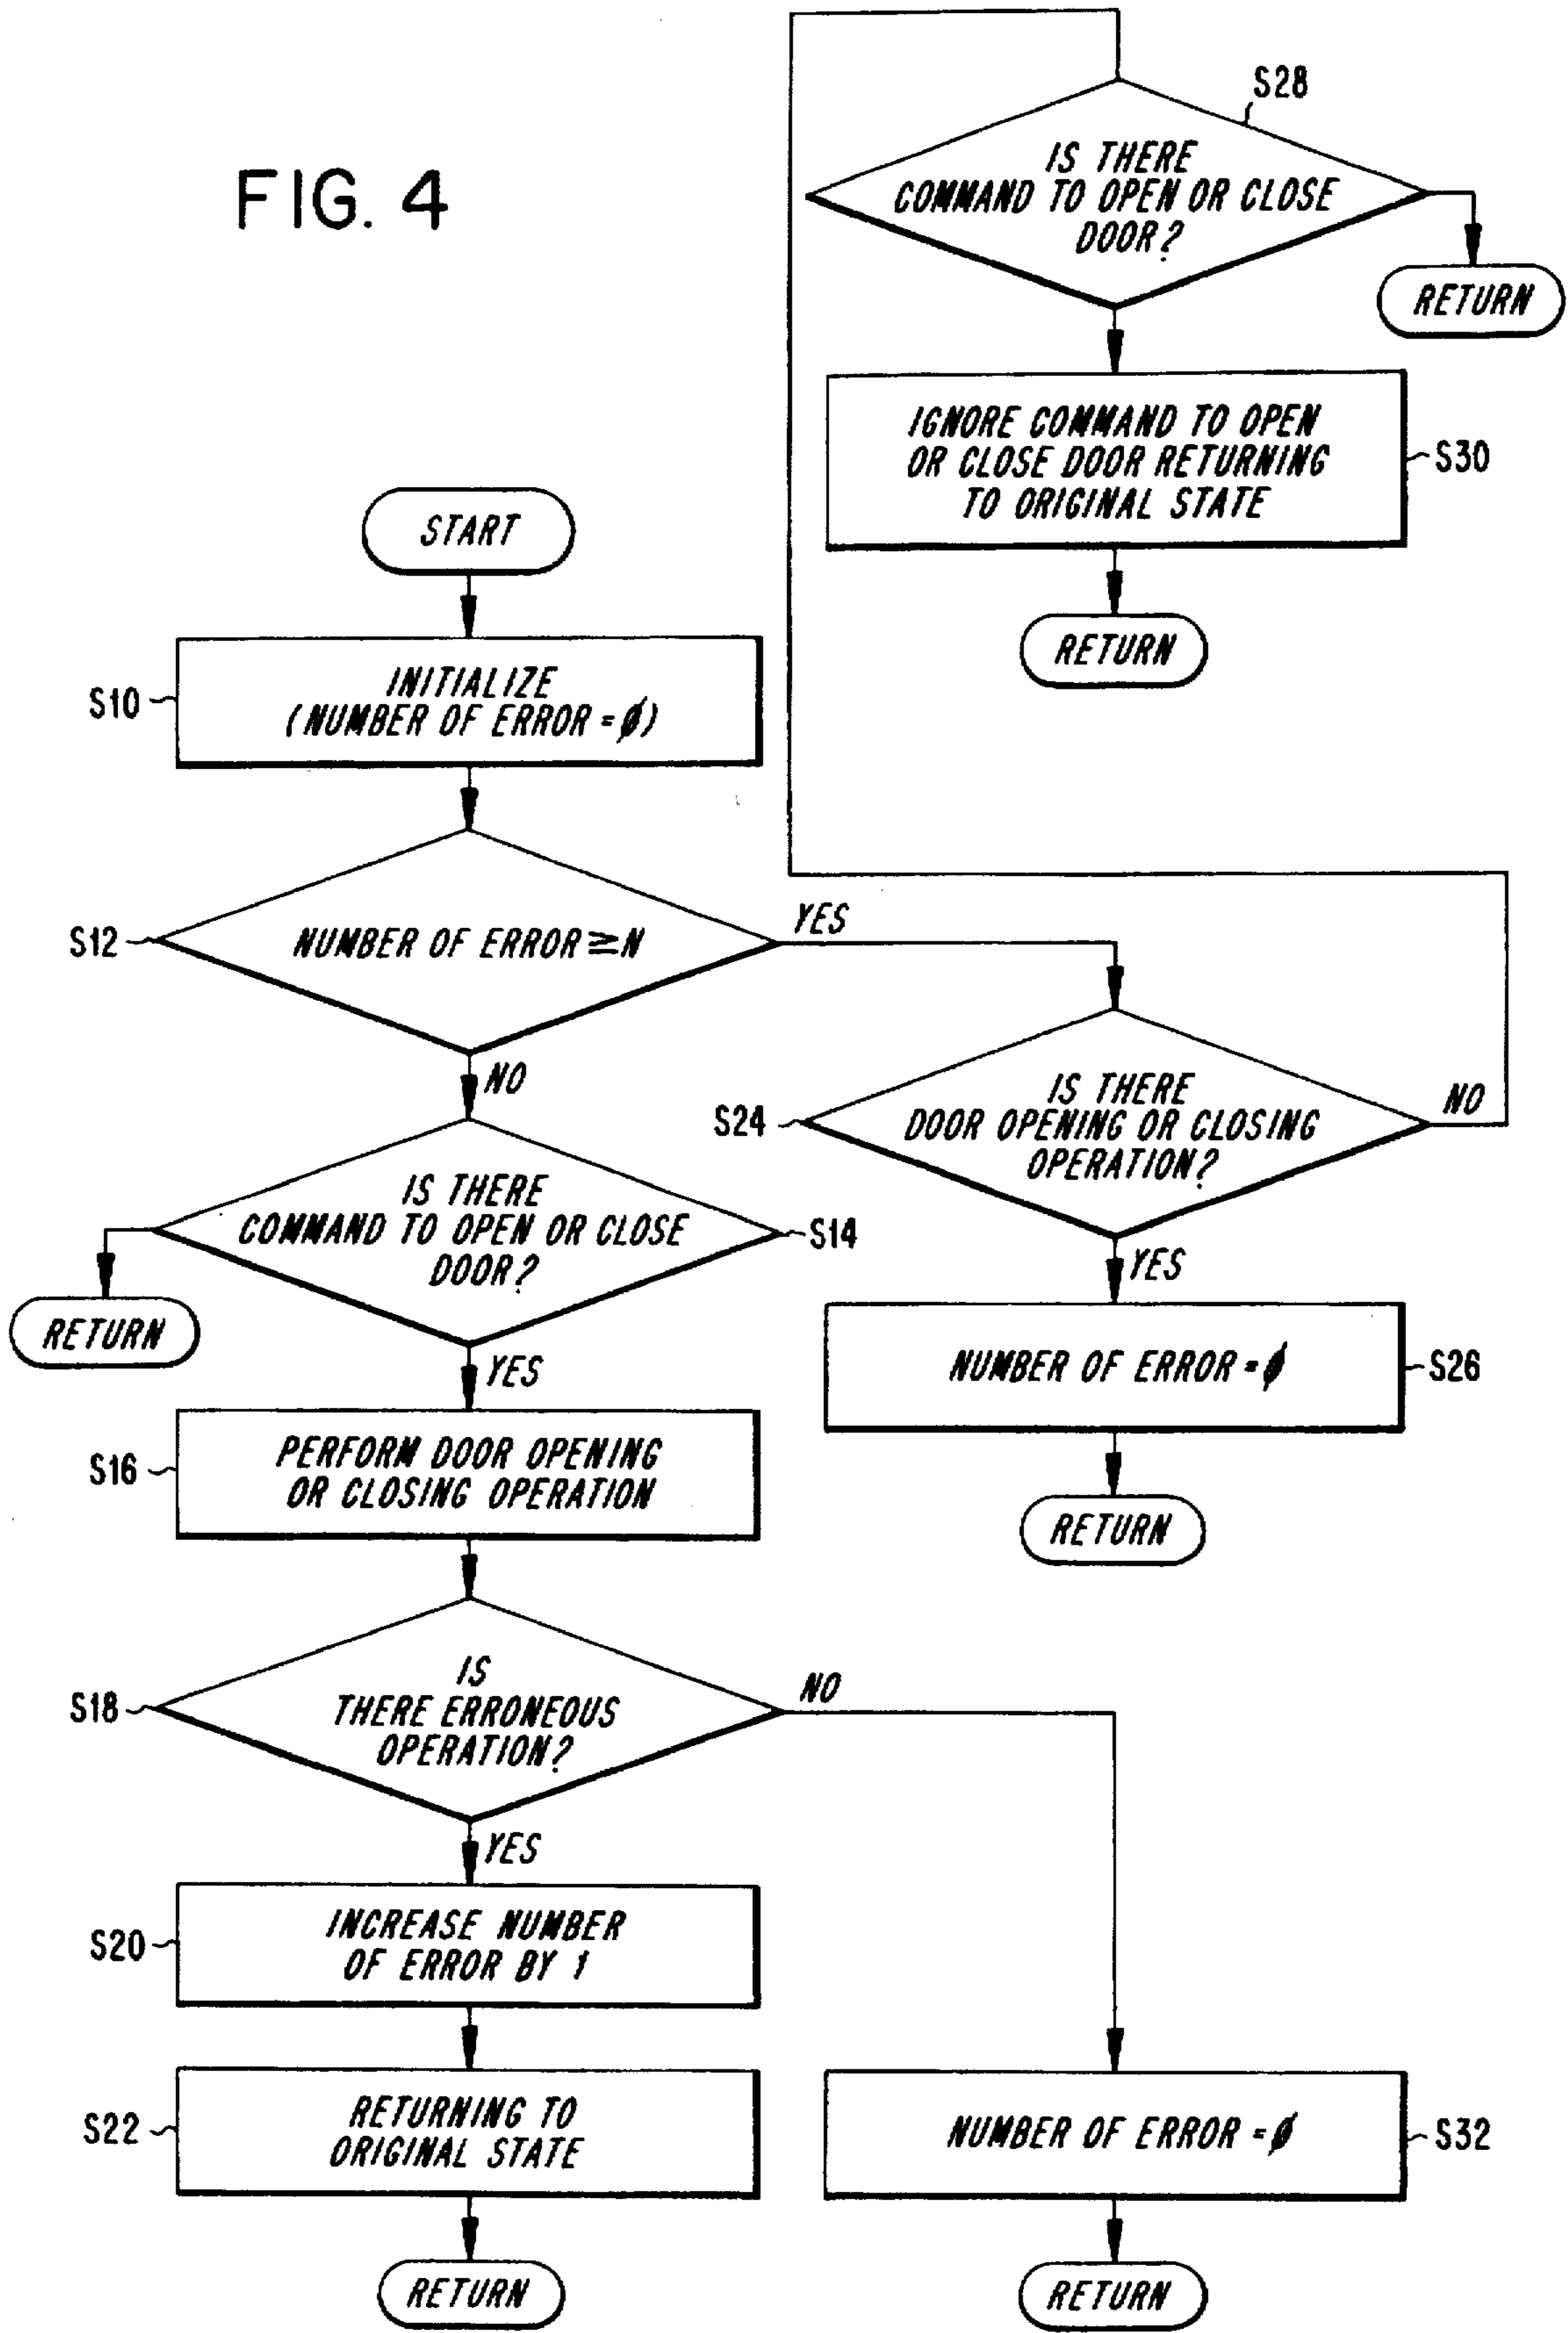 FIG. 4
S28
IS THERE
COMMAND TO OPEN OR CLOSE
DOOR?
RETURN
IGNORE COMMAND TO OPEN
OR CLOSE DOOR RETURNING
TO ORIGINAL STATE
S30
RETURN
START
S10
INITIALIZE
(NUMBER OF ERROR = Ø)
S12
NUMBER OF ERROR ≧ N
YES
NO
S24
IS THERE
DOOR OPENING OR CLOSING
OPERATION?
NO
IS THERE
COMMAND TO OPEN OR CLOSE
DOOR?
S14
RETURN
YES
YES
NUMBER OF ERROR = Ø
S26
RETURN
S16
PERFORM DOOR OPENING
OR CLOSING OPERATION
S18
IS
THERE ERRONEOUS
OPERATION?
NO
YES
S20
INCREASE NUMBER
OF ERROR BY 1
S22
RETURNING TO
ORIGINAL STATE
NUMBER OF ERROR = Ø
S32
RETURN
RETURN